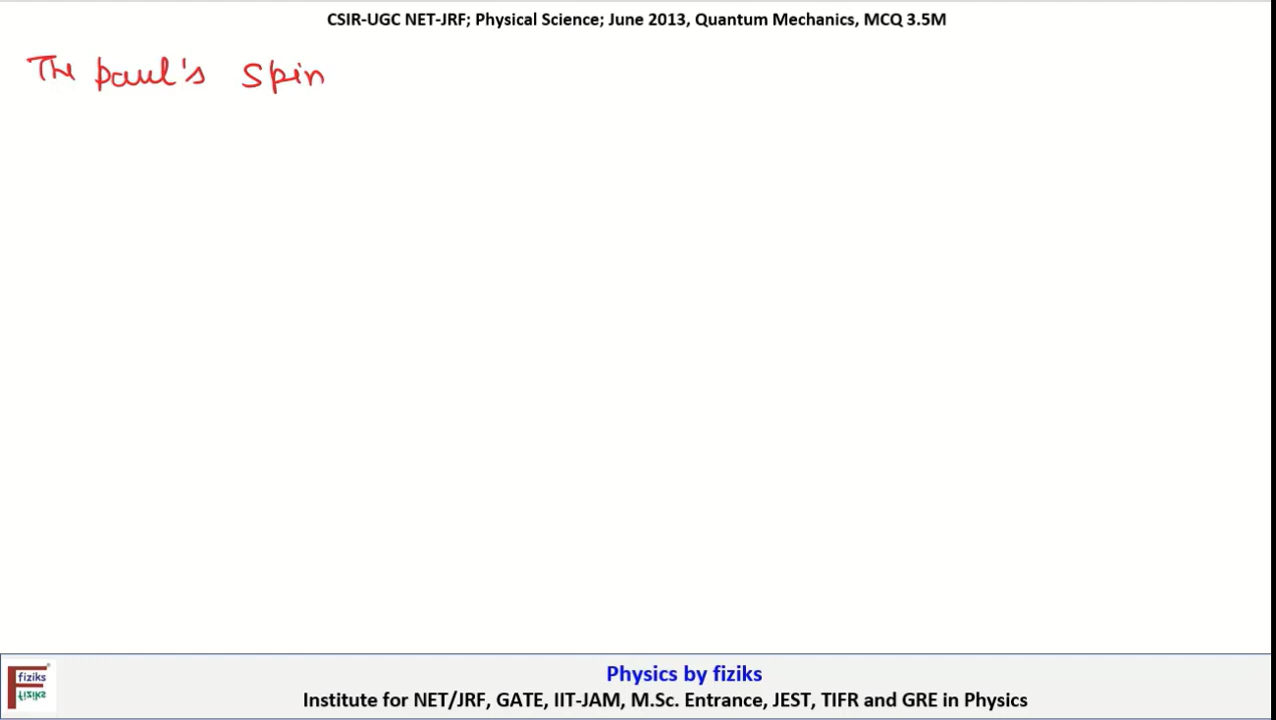 CSIR-UGC NET-JRF; Physical Science; June 2013, Quantum Mechanics, MCQ 3.5M
The paul's spin
fiziks
Physics by fiziks
Institute for NET/JRF, GATE, IIT-JAM, M.Sc. Entrance, JEST, TIFR and GRE in Physics